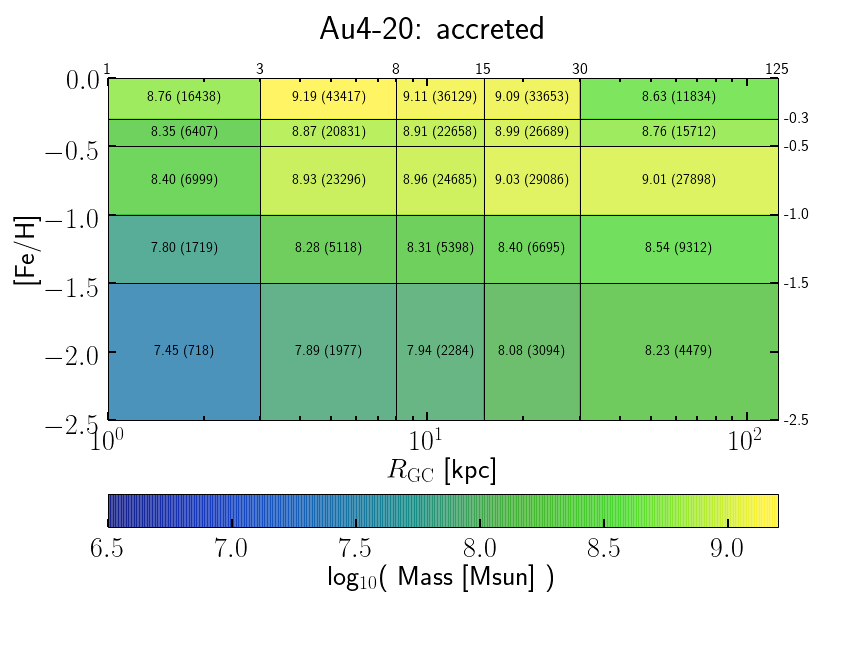 Au4-20: accreted
1 3 8 15 30 125
0.0 8.76 (16438) 9.19 (43417) 9.11 (36129) 9.09 (33653) 8.63 (11834)
-0.3
8.35 (6407) 8.87 (20831) 8.91 (22658) 8.99 (26689) 8.76 (15712)
−0.5 -0.5
8.40 (6999) 8.93 (23296) 8.96 (24685) 9.03 (29086) 9.01 (27898)
−1.0 -1.0
[Fe/H]
7.80 (1719) 8.28 (5118) 8.31 (5398) 8.40 (6695) 8.54 (9312)
−1.5 -1.5
−2.0 7.45 (718) 7.89 (1977) 7.94 (2284) 8.08 (3094) 8.23 (4479)
−2.5 -2.5
10⁰ 10¹ 10²
R_GC [kpc]
6.5 7.0 7.5 8.0 8.5 9.0
log₁₀( Mass [Msun] )